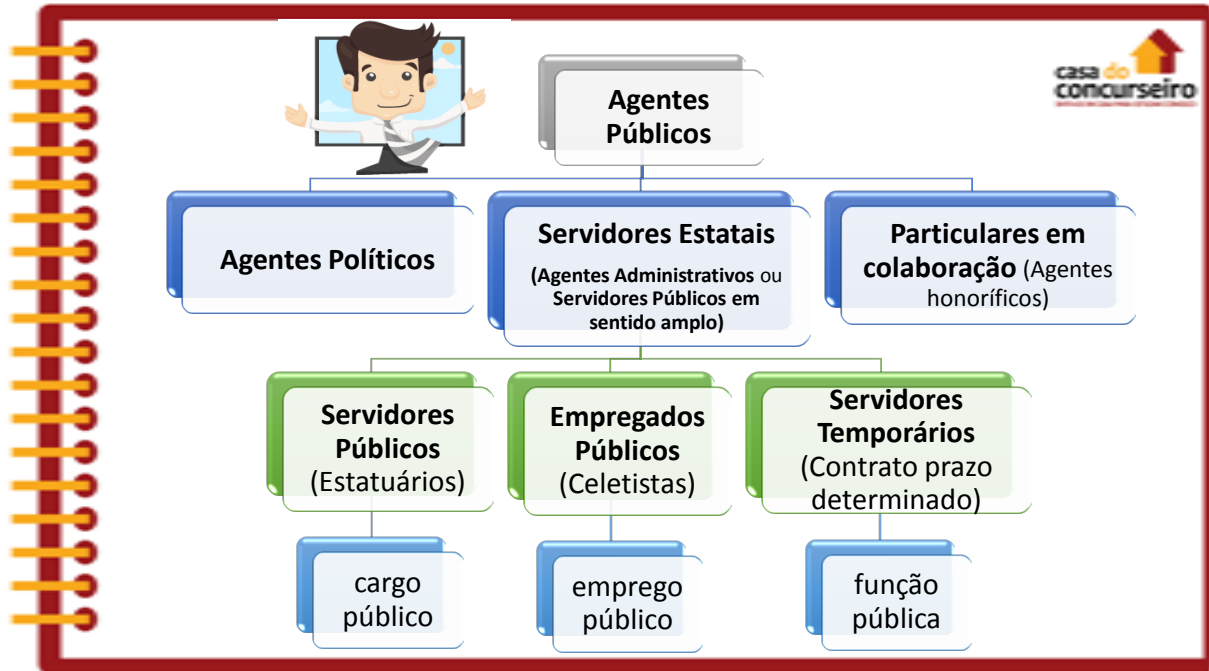 casa do
concurseiro
Agentes
Públicos
Agentes Políticos
Servidores Estatais
(Agentes Administrativos ou
Servidores Públicos em
sentido amplo)
Particulares em
colaboração (Agentes
honoríficos)
Servidores
Públicos
(Estatuários)
Empregados
Públicos
(Celetistas)
Servidores
Temporários
(Contrato prazo
determinado)
cargo
público
emprego
público
função
pública